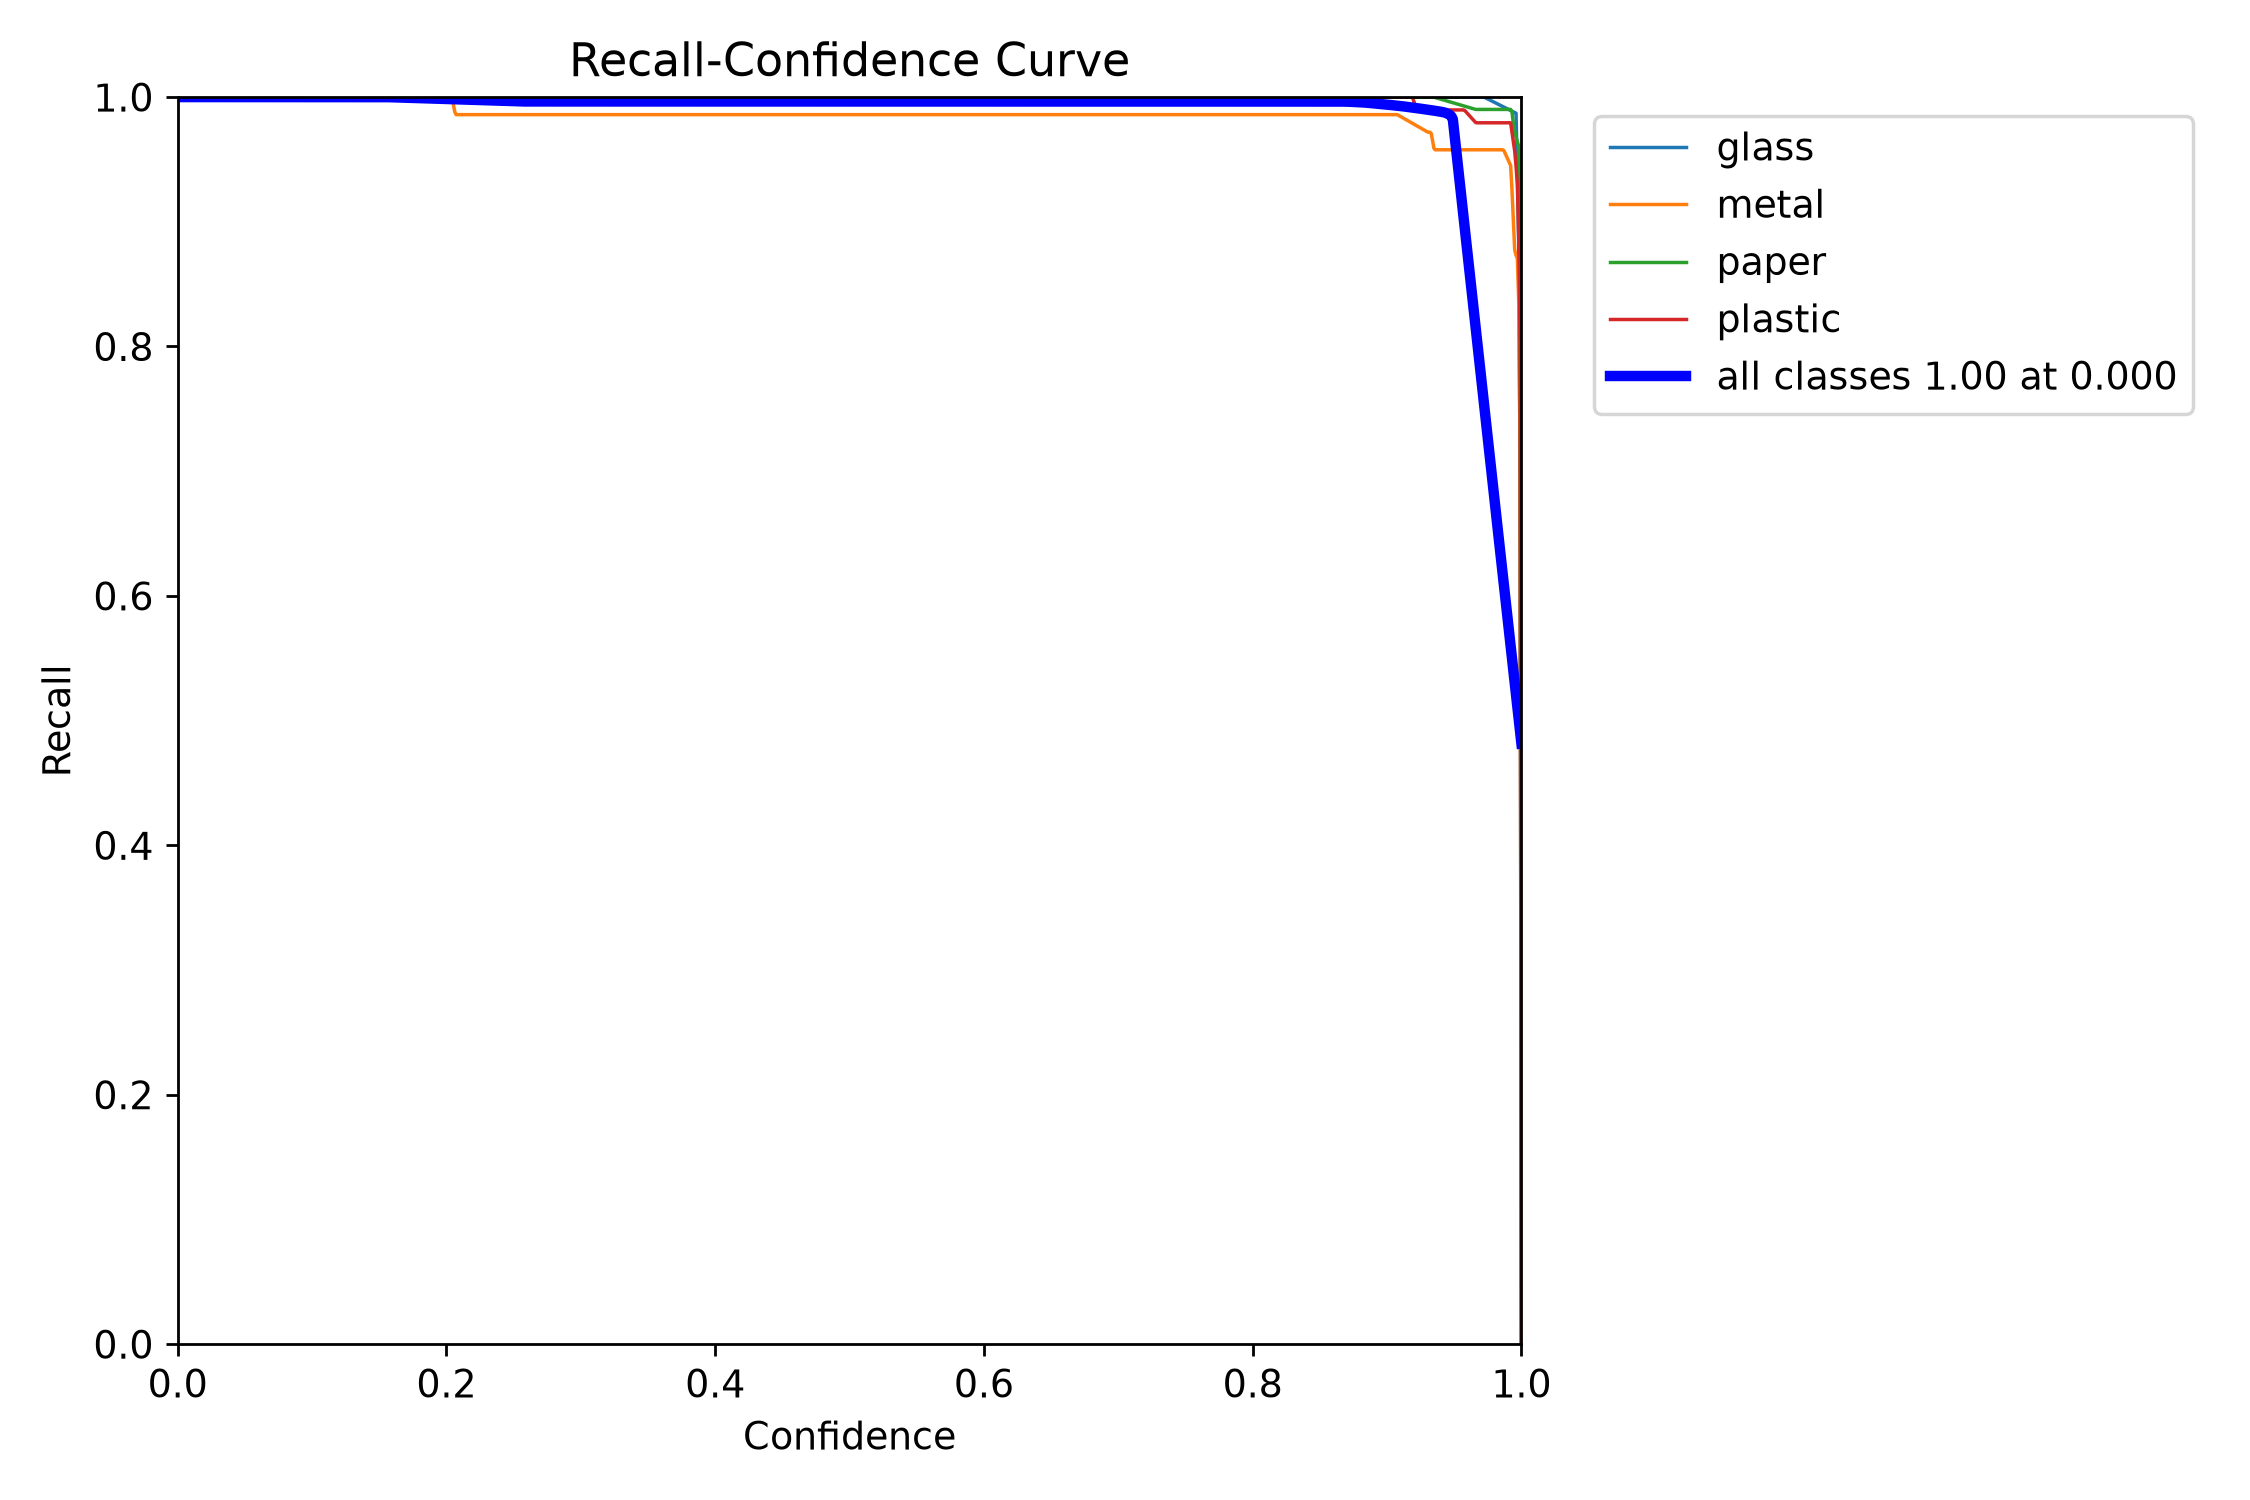 Recall-Confidence Curve
1.0
0.8
0.6
0.4
0.2
0.0
Recall
0.0 0.2 0.4 0.6 0.8 1.0
Confidence
glass
metal
paper
plastic
all classes 1.00 at 0.000